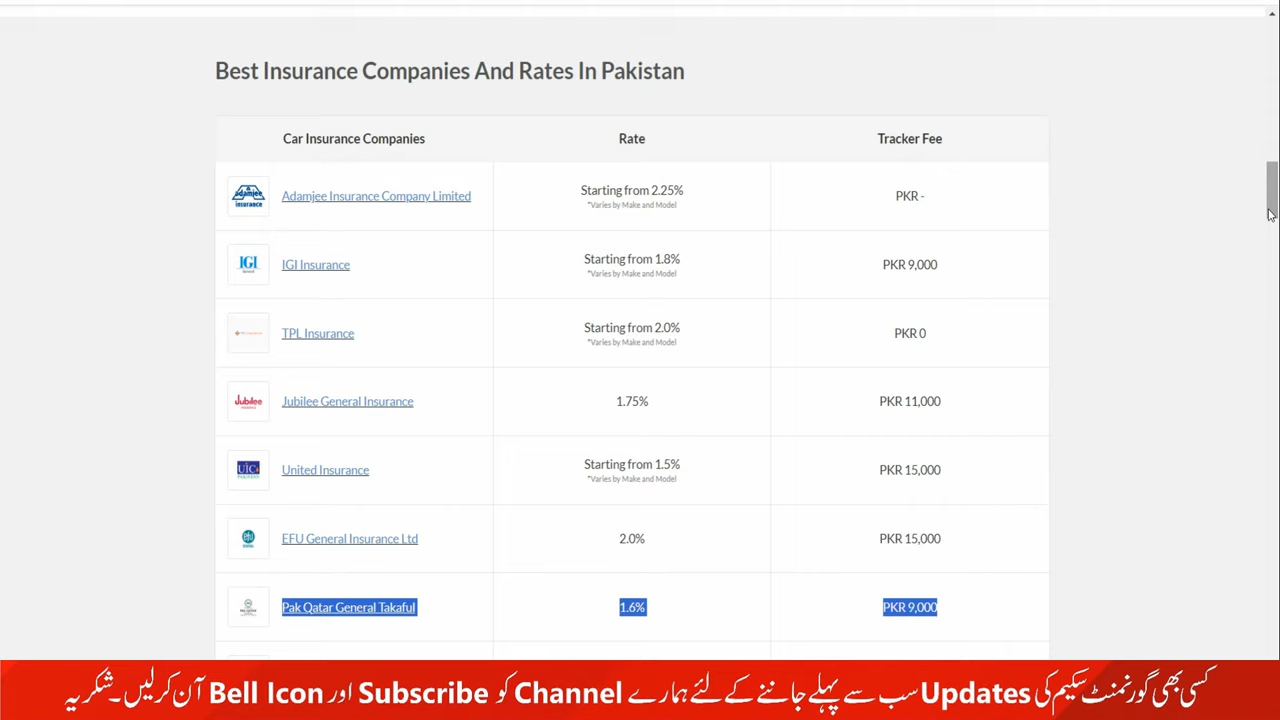 Best Insurance Companies And Rates In Pakistan
Car Insurance Companies Rate Tracker Fee
Adamjee Insurance
Adamjee Insurance Company Limited
Starting from 2.25%
*Varies by Make and Model
PKR -
IGI
IGI Insurance
Starting from 1.8%
*Varies by Make and Model
PKR 9,000
TPL Insurance
Starting from 2.0%
*Varies by Make and Model
PKR 0
Jubilee
Jubilee General Insurance
1.75%
PKR 11,000
UIC
United Insurance
Starting from 1.5%
*Varies by Make and Model
PKR 15,000
efu
EFU General Insurance Ltd
2.0%
PKR 15,000
Pak Qatar General Takaful
1.6%
PKR 9,000
کسی بھی گورنمنٹ سکیم کی Updates سب سے پہلے جاننے کے لئے ہمارے Channel کو Subscribe اور Bell Icon آن کرلیں۔شکریہ